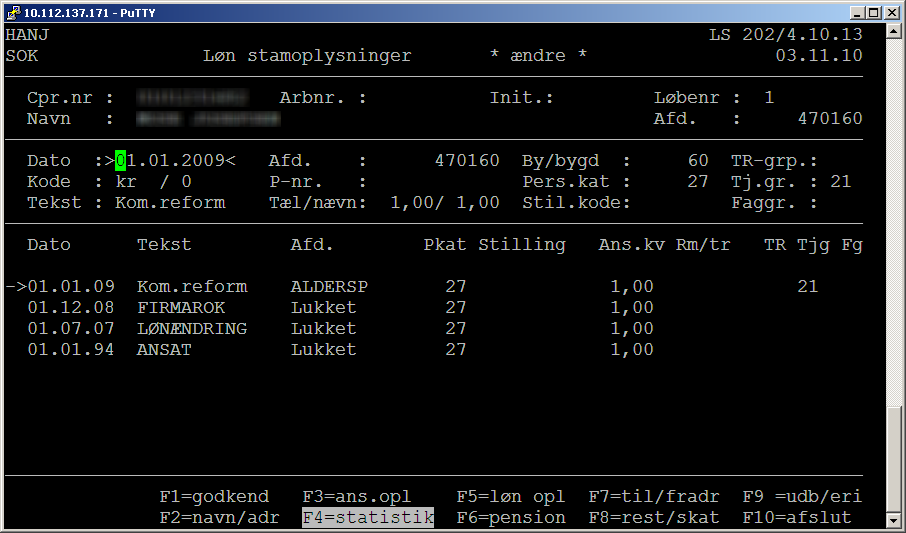 10.112.137.171 - PuTTY
HANJ LS 202/4.10.13
SOK Løn stamoplysninger * ændre * 03.11.10
Cpr.nr : Arbnr. : Init.: Løbenr : 1
Navn : Afd. : 470160
Dato :>01.01.2009< Afd. : 470160 By/bygd : 60 TR-grp.:
Kode : kr / 0 P-nr. : Pers.kat : 27 Tj.gr. : 21
Tekst : Kom.reform Tæl/nævn: 1,00/ 1,00 Stil.kode: Faggr. :
Dato Tekst Afd. Pkat Stilling Ans.kv Rm/tr TR Tjg Fg
->01.01.09 Kom.reform ALDERSP 27 1,00 21
01.12.08 FIRMAROK Lukket 27 1,00
01.07.07 LØNÆNDRING Lukket 27 1,00
01.01.94 ANSAT Lukket 27 1,00
F1=godkend F3=ans.opl F5=løn opl F7=til/fradr F9 =udb/eri
F2=navn/adr F4=statistik F6=pension F8=rest/skat F10=afslut